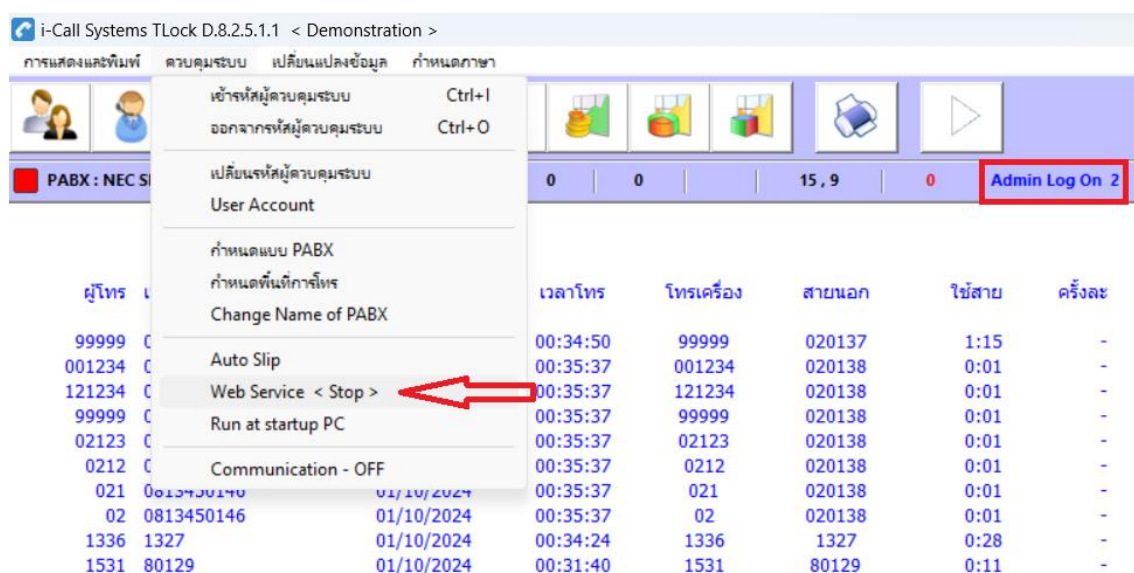 i-Call Systems TLock D.8.2.5.1.1 < Demonstration >
การแสดงและพิมพ์ ควบคุมระบบ เปลี่ยนแปลงข้อมูล กำหนดภาษา
เข้ารหัสผู้ควบคุมระบบ Ctrl+I
ออกจากรหัสผู้ควบคุมระบบ Ctrl+O
เปลี่ยนรหัสผู้ควบคุมระบบ
User Account
กำหนดแบบ PABX
กำหนดพื้นที่การโทร
Change Name of PABX
Auto Slip
Web Service < Stop >
Run at startup PC
Communication - OFF
PABX : NEC 0 0 15 , 9 0 Admin Log On 2
ผู้โทร เวลาโทร โทรเครื่อง สายนอก ใช้สาย ครั้งละ
99999 00:34:50 99999 020137 1:15 -
001234 00:35:37 001234 020138 0:01 -
121234 00:35:37 121234 020138 0:01 -
99999 00:35:37 99999 020138 0:01 -
02123 00:35:37 02123 020138 0:01 -
0212 00:35:37 0212 020138 0:01 -
021 0813450146 01/10/2024 00:35:37 021 020138 0:01 -
02 0813450146 01/10/2024 00:35:37 02 020138 0:01 -
1336 1327 01/10/2024 00:34:24 1336 1327 0:28 -
1531 80129 01/10/2024 00:31:40 1531 80129 0:11 -